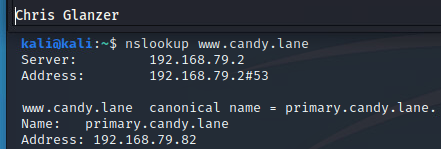 Chris Glanzer
kali@kali:~$ nslookup www.candy.lane
Server:         192.168.79.2
Address:        192.168.79.2#53
www.candy.lane  canonical name = primary.candy.lane.
Name:   primary.candy.lane
Address: 192.168.79.82